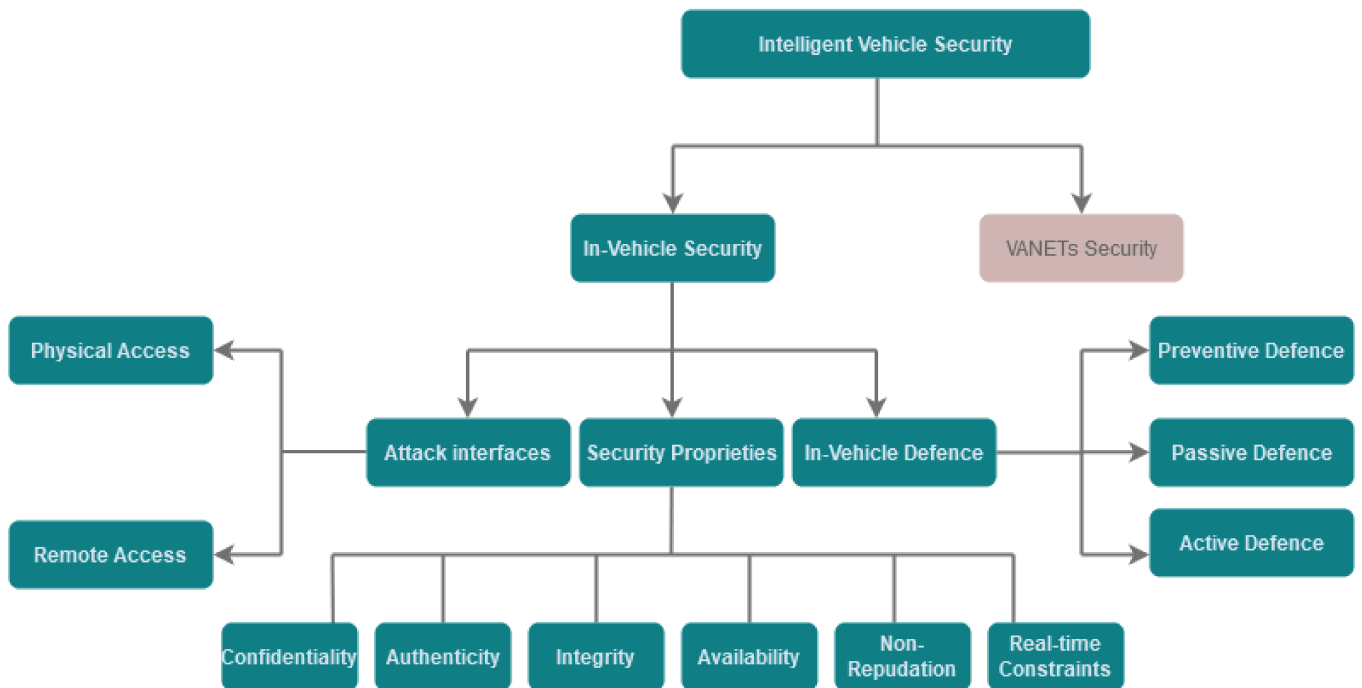 Intelligent Vehicle Security
In-Vehicle Security
VANETs Security
Physical Access
Preventive Defence
Attack interfaces
Security Proprieties
In-Vehicle Defence
Passive Defence
Remote Access
Active Defence
Confidentiality
Authenticity
Integrity
Availability
Non-
Repudation
Real-time
Constraints